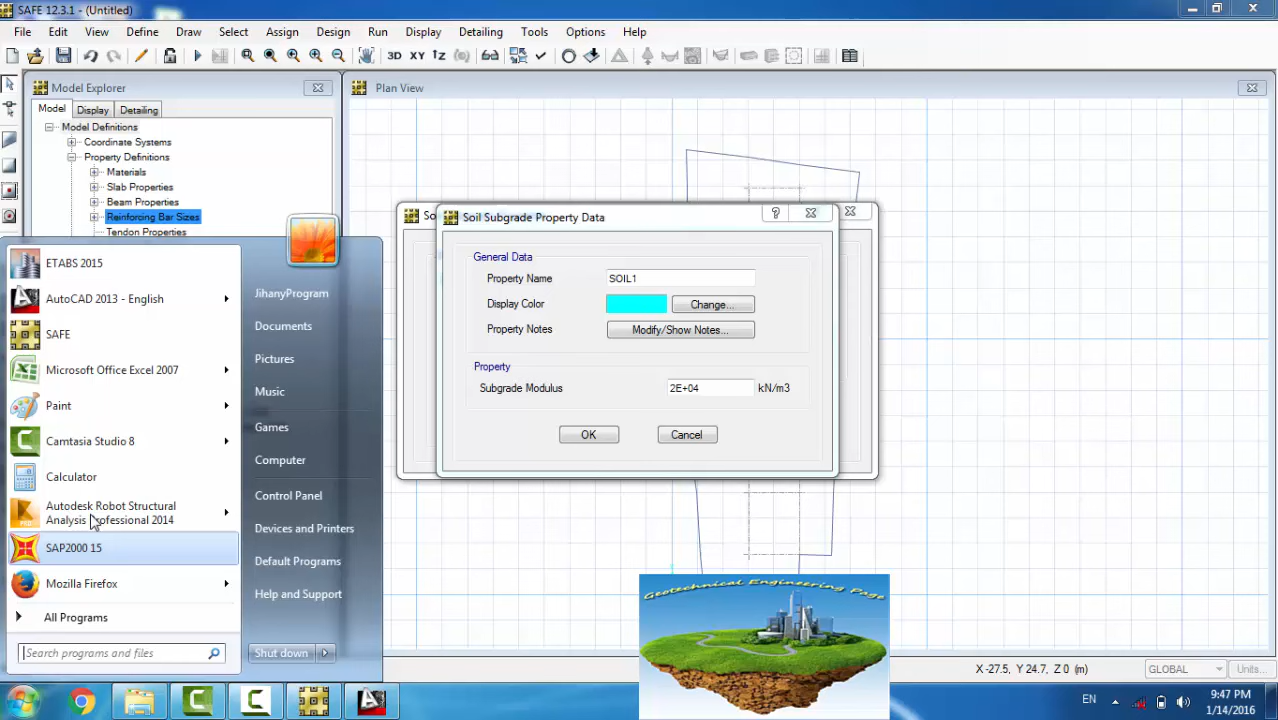 SAFE 12.3.1 - (Untitled)
File Edit View Define Draw Select Assign Design Run Display Detailing Tools Options Help
3D XY
Model Explorer
Plan View
Model Display Detailing
Model Definitions
Coordinate Systems
Property Definitions
Materials
Slab Properties
Beam Properties
Reinforcing Bar Sizes
Tendon Properties
So
Soil Subgrade Property Data
?
General Data
Property Name SOIL1
Display Color Change...
Property Notes Modify/Show Notes...
Property
Subgrade Modulus 2E+04 kN/m3
OK Cancel
ETABS 2015
AutoCAD 2013 - English
SAFE
Microsoft Office Excel 2007
Paint
Camtasia Studio 8
Calculator
Autodesk Robot Structural
Analysis Professional 2014
SAP2000 15
Mozilla Firefox
All Programs
Search programs and files
JihanyProgram
Documents
Pictures
Music
Games
Computer
Control Panel
Devices and Printers
Default Programs
Help and Support
Shut down
Geotechnical Engineering Page
X -27.5, Y 24.7, Z 0 (m) GLOBAL Units...
EN
9:47 PM
1/14/2016